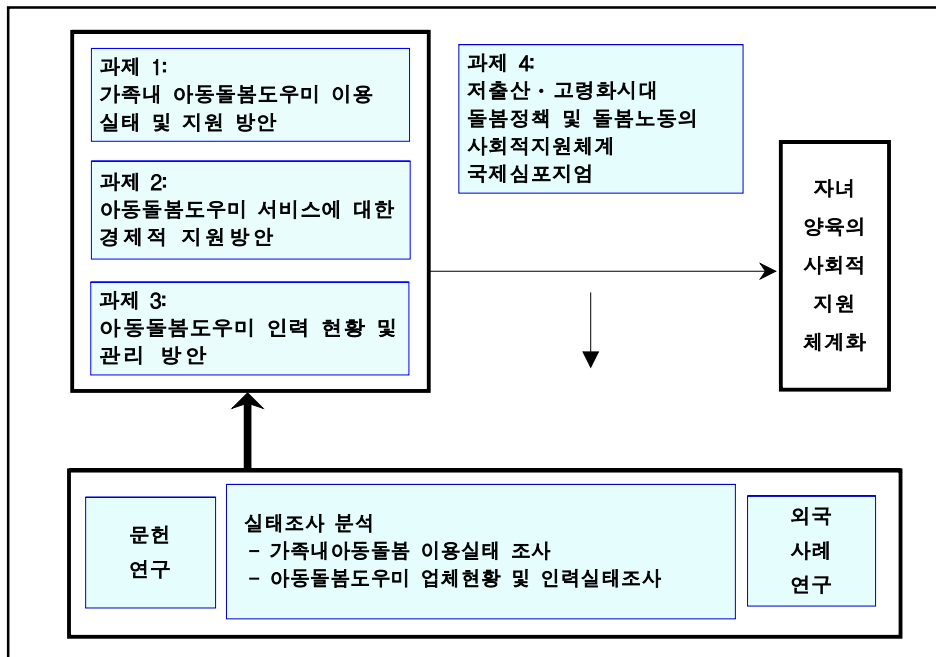 과제 1:
가족내 아동돌봄도우미 이용
실태 및 지원 방안
과제 2:
아동돌봄도우미 서비스에 대한
경제적 지원방안
과제 3:
아동돌봄도우미 인력 현황 및
관리 방안
과제 4:
저출산·고령화시대
돌봄정책 및 돌봄노동의
사회적지원체계
국제심포지엄
자녀
양육의
사회적
지원
체계화
문헌
연구
실태조사 분석
- 가족내아동돌봄 이용실태 조사
- 아동돌봄도우미 업체현황 및 인력실태조사
외국
사례
연구